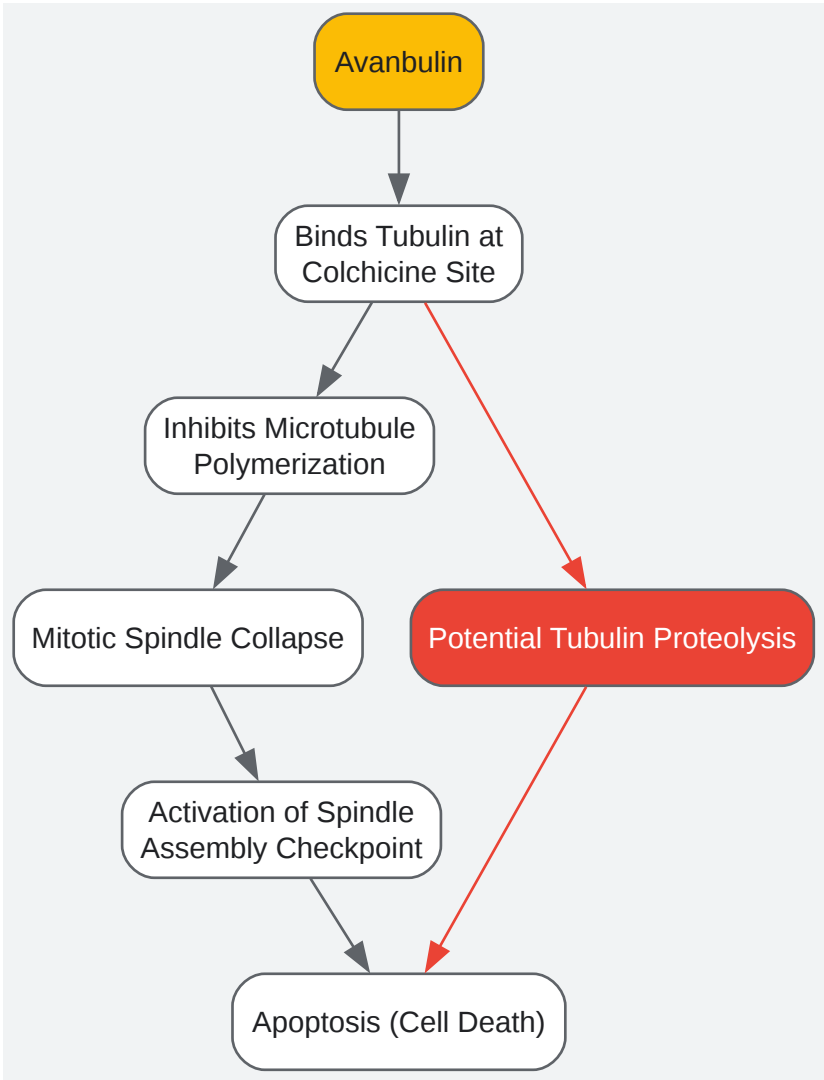 Avanbulin
Binds Tubulin at
Colchicine Site
Inhibits Microtubule
Polymerization
Mitotic Spindle Collapse
Potential Tubulin Proteolysis
Activation of Spindle
Assembly Checkpoint
Apoptosis (Cell Death)